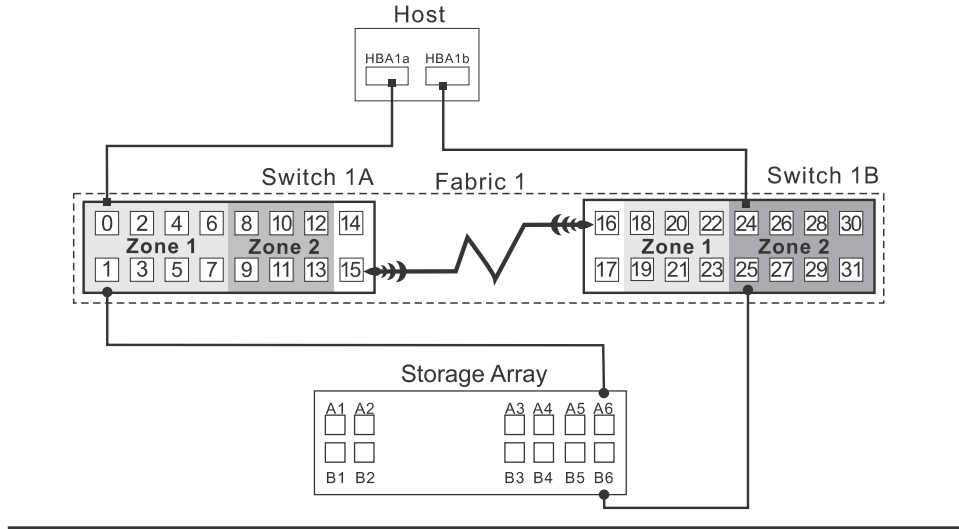 Host
HBA1a HBA1b
Switch 1A
Fabric 1
Switch 1B
0 2 4 6 8 10 12 14
Zone 1 Zone 2
1 3 5 7 9 11 13 15
16 18 20 22 24 26 28 30
Zone 1 Zone 2
17 19 21 23 25 27 29 31
Storage Array
A1 A2 A3 A4 A5 A6
B1 B2 B3 B4 B5 B6